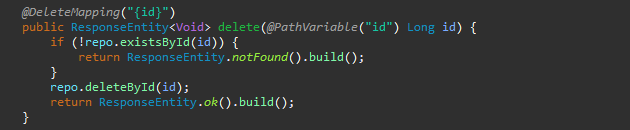 @DeleteMapping("{id}")
public ResponseEntity<Void> delete(@PathVariable("id") Long id) {
if (!repo.existsById(id)) {
return ResponseEntity.notFound().build();
}
repo.deleteById(id);
return ResponseEntity.ok().build();
}